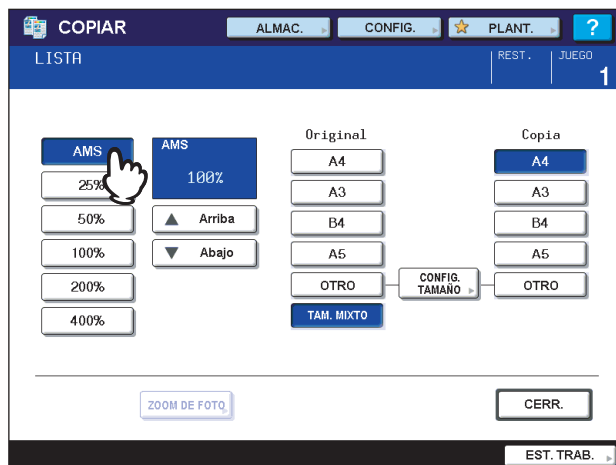 COPIAR
ALMAC.
CONFIG.
PLANT.
?
LISTA
REST.
JUEGO
1
AMS
25%
50%
100%
200%
400%
AMS
100%
Arriba
Abajo
Original
A4
A3
B4
A5
OTRO
TAM. MIXTO
CONFIG.
TAMAÑO
Copia
A4
A3
B4
A5
OTRO
ZOOM DE FOTO
CERR.
EST. TRAB.